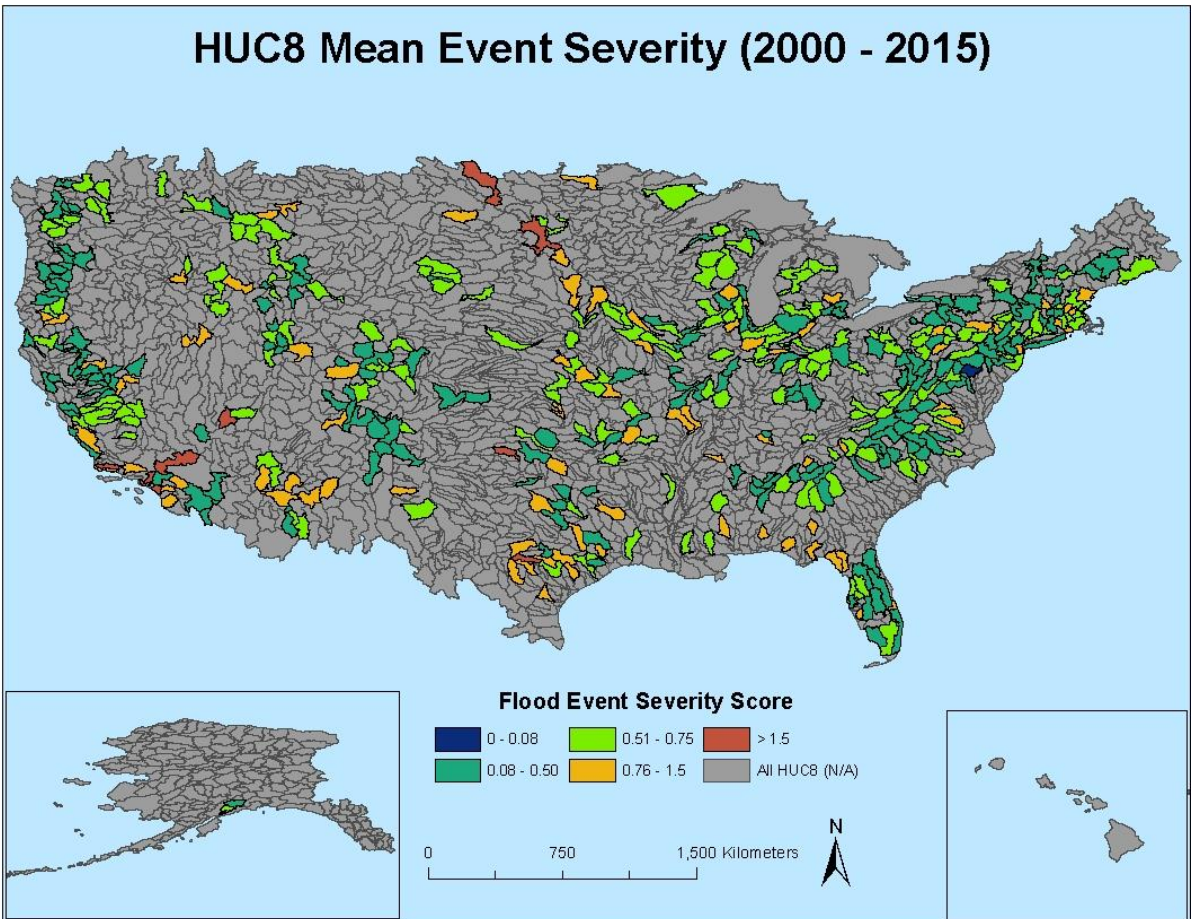 HUC8 Mean Event Severity (2000 - 2015)
Flood Event Severity Score
0 - 0.08
0.51 - 0.75
> 1.5
0.08 - 0.50
0.76 - 1.5
All HUC8 (N/A)
N
0
750
1,500 Kilometers